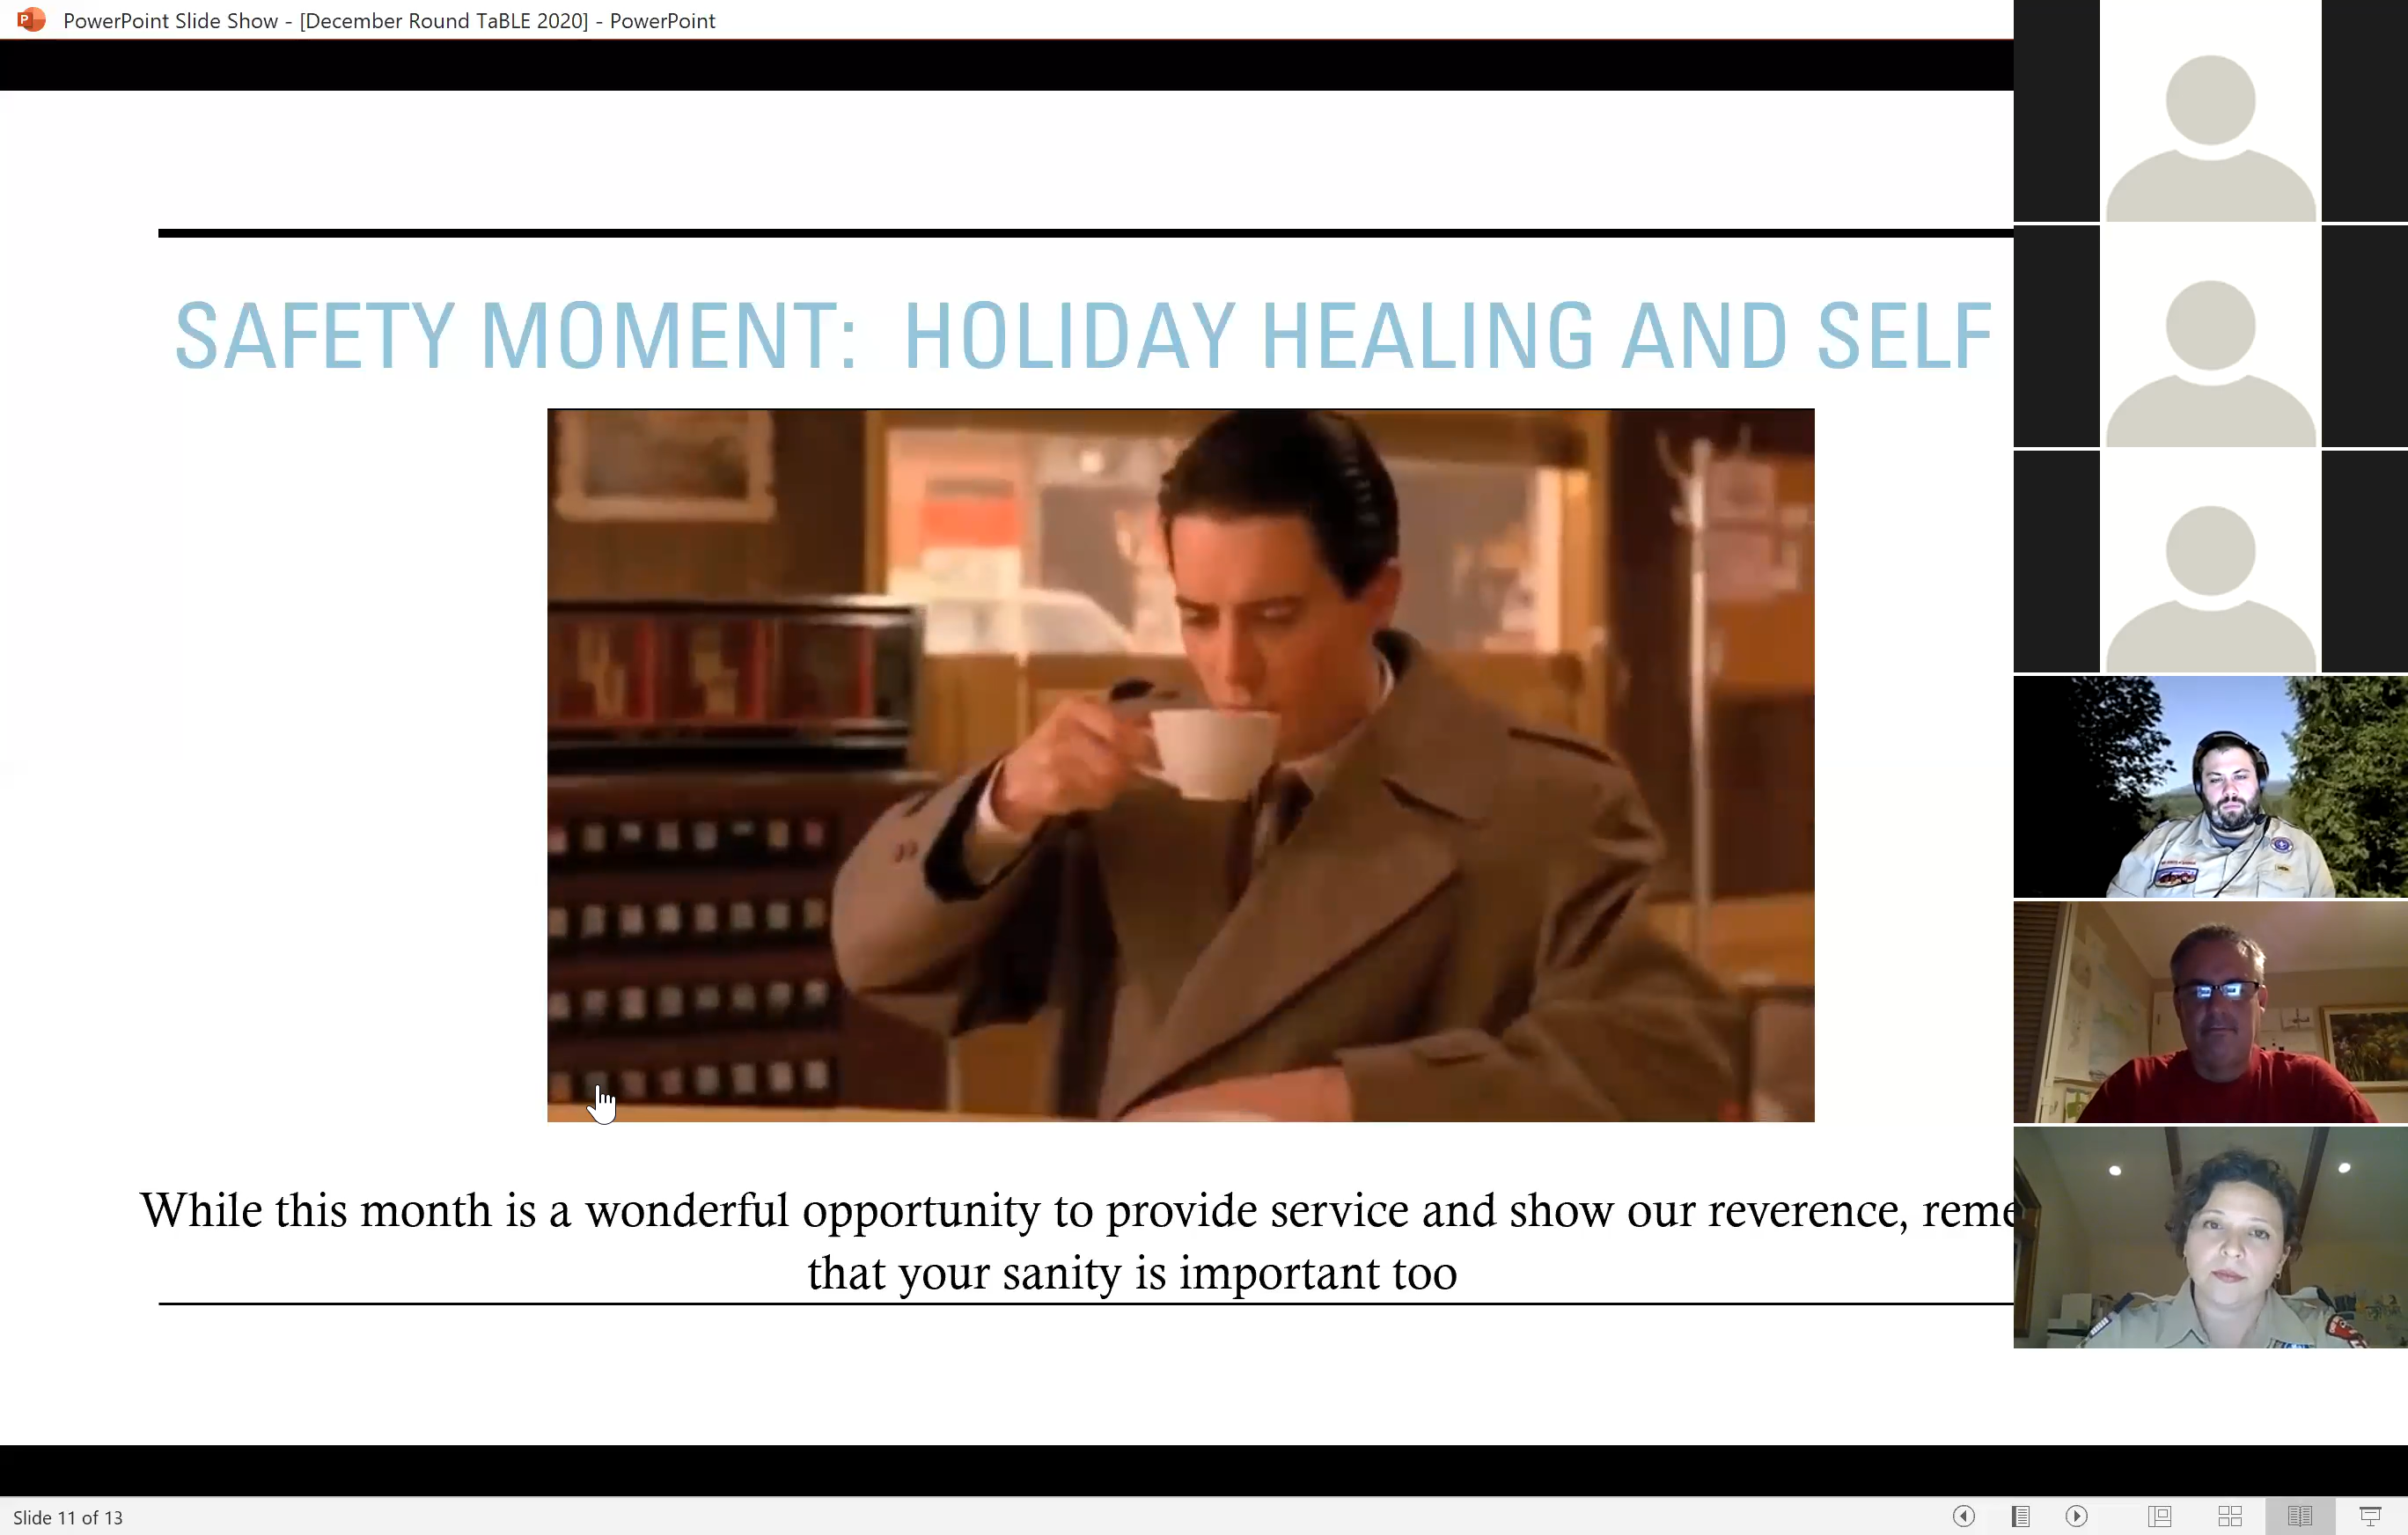 PowerPoint Slide Show - [December Round TaBLE 2020] - PowerPoint
SAFETY MOMENT: HOLIDAY HEALING AND SELF
While this month is a wonderful opportunity to provide service and show our reverence, reme
that your sanity is important too
Slide 11 of 13